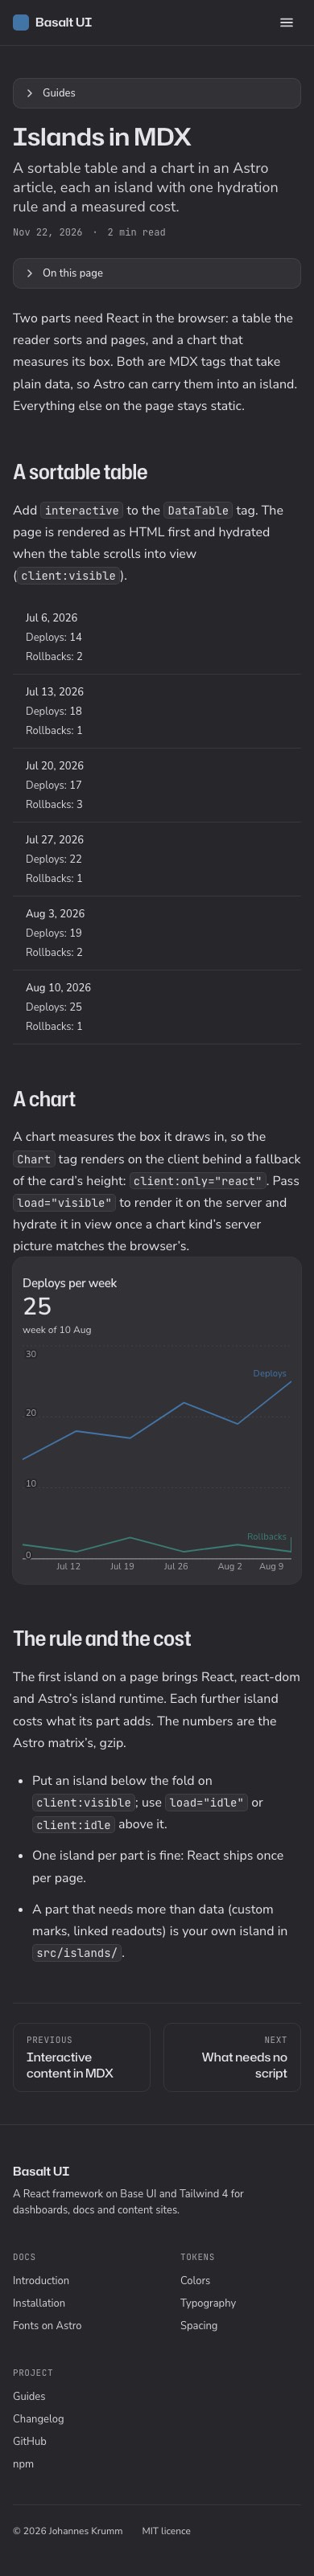 Basalt UI
Guides
Islands in MDX
A sortable table and a chart in an Astro
article, each an island with one hydration
rule and a measured cost.
Nov 22, 2026 · 2 min read
On this page
Two parts need React in the browser: a table the
reader sorts and pages, and a chart that
measures its box. Both are MDX tags that take
plain data, so Astro can carry them into an island.
Everything else on the page stays static.
A sortable table
Add interactive to the DataTable tag. The
page is rendered as HTML first and hydrated
when the table scrolls into view
(client:visible).
Jul 6, 2026
Deploys: 14
Rollbacks: 2
Jul 13, 2026
Deploys: 18
Rollbacks: 1
Jul 20, 2026
Deploys: 17
Rollbacks: 3
Jul 27, 2026
Deploys: 22
Rollbacks: 1
Aug 3, 2026
Deploys: 19
Rollbacks: 2
Aug 10, 2026
Deploys: 25
Rollbacks: 1
A chart
A chart measures the box it draws in, so the
Chart tag renders on the client behind a fallback
of the card’s height: client:only="react". Pass
load="visible" to render it on the server and
hydrate it in view once a chart kind’s server
picture matches the browser’s.
Deploys per week
25
week of 10 Aug
30
Deploys
20
10
Rollbacks
0
Jul 12 Jul 19 Jul 26 Aug 2 Aug 9
The rule and the cost
The first island on a page brings React, react-dom
and Astro’s island runtime. Each further island
costs what its part adds. The numbers are the
Astro matrix’s, gzip.
• Put an island below the fold on
client:visible; use load="idle" or
client:idle above it.
• One island per part is fine: React ships once
per page.
• A part that needs more than data (custom
marks, linked readouts) is your own island in
src/islands/.
PREVIOUS
Interactive
content in MDX
NEXT
What needs no
script
Basalt UI
A React framework on Base UI and Tailwind 4 for
dashboards, docs and content sites.
DOCS
Introduction
Installation
Fonts on Astro
TOKENS
Colors
Typography
Spacing
PROJECT
Guides
Changelog
GitHub
npm
© 2026 Johannes Krumm MIT licence